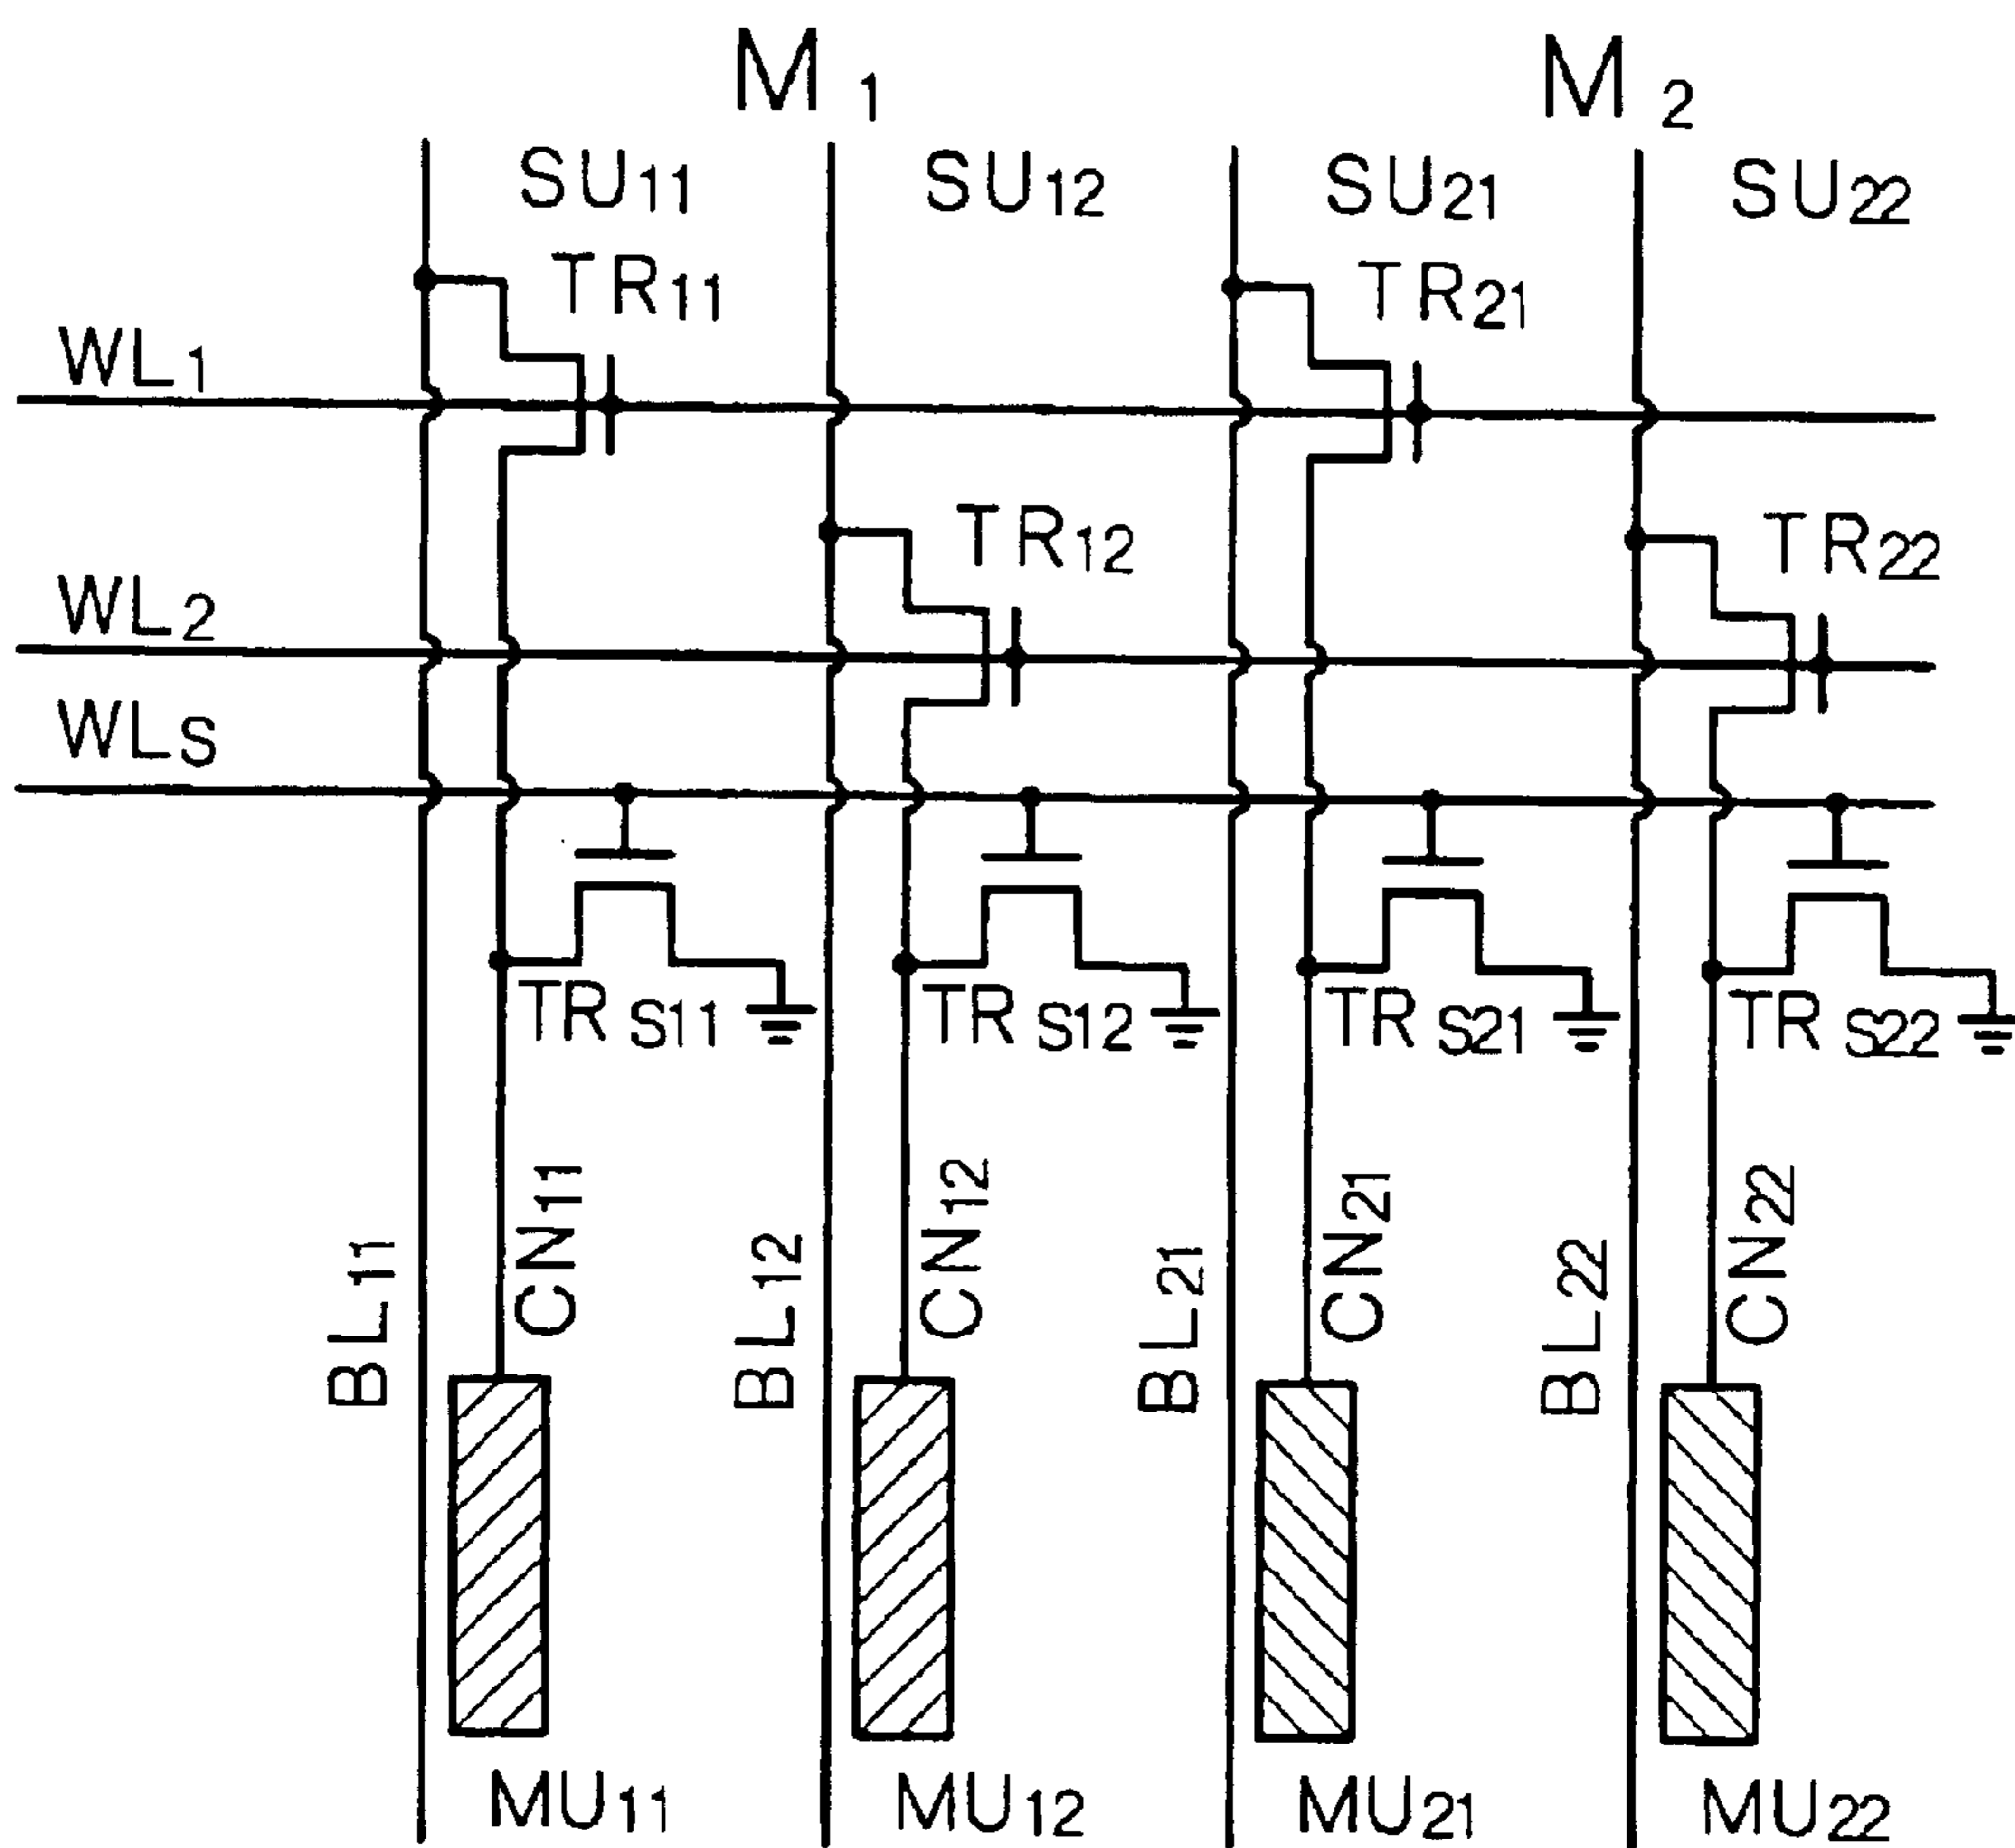 M1 M2
SU11 SU12 SU21 SU22
TR11 TR21
WL1
TR12 TR22
WL2
WLS
TRS11 TRS12 TRS21 TRS22
CN11 CN12 CN21 CN22
BL11 BL12 BL21 BL22
MU11 MU12 MU21 MU22